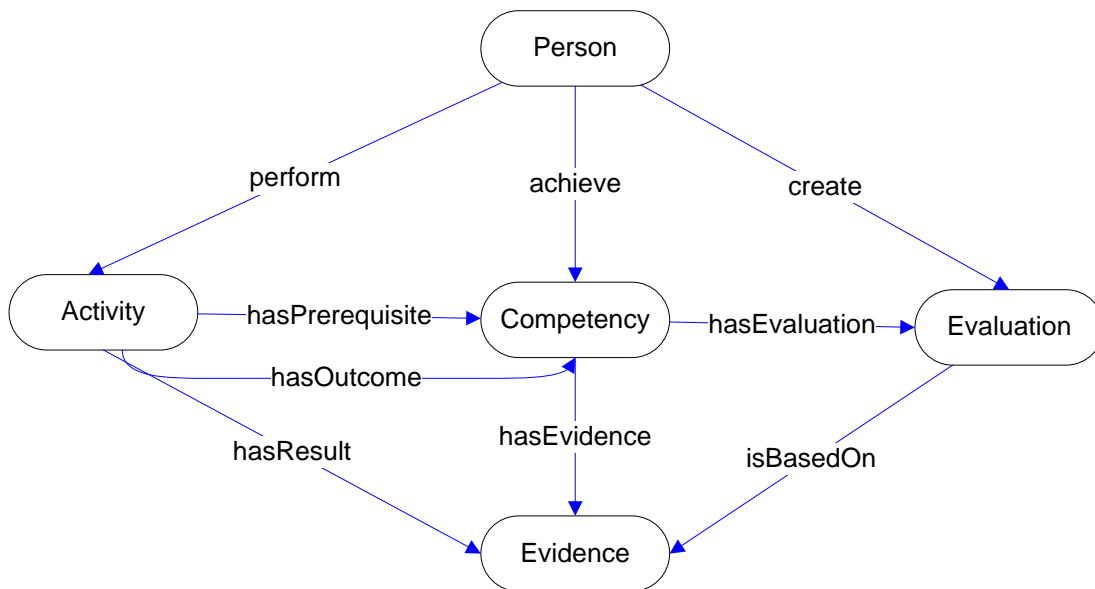 Person
perform
achieve
create
Activity
hasPrerequisite
Competency
hasEvaluation
Evaluation
hasOutcome
hasResult
hasEvidence
isBasedOn
Evidence